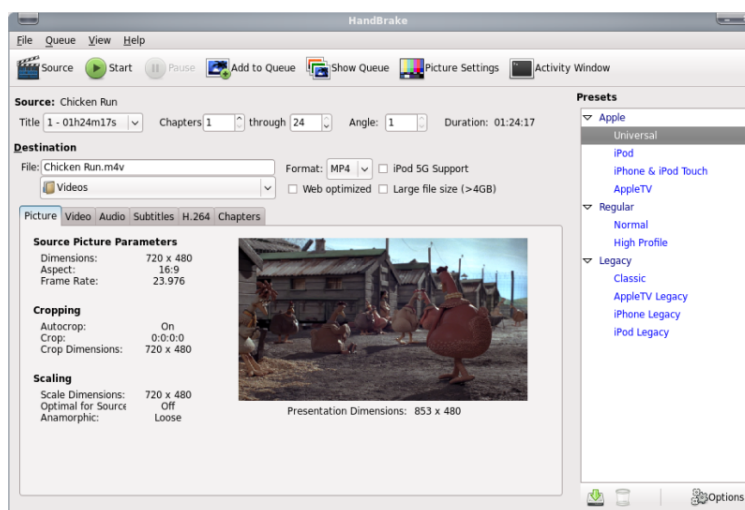 HandBrake
File Queue View Help
Source Start Pause Add to Queue Show Queue Picture Settings Activity Window
Source: Chicken Run
Title 1 - 01h24m17s Chapters: 1 through 24 Angle: 1 Duration: 01:24:17
Destination
File: Chicken Run.m4v Format: MP4 iPod 5G Support
Videos Web optimized Large file size (>4GB)
Picture Video Audio Subtitles H.264 Chapters
Source Picture Parameters
Dimensions: 720 x 480
Aspect: 16:9
Frame Rate: 23.976
Cropping
Autocrop: On
Crop: 0:0:0:0
Crop Dimensions: 720 x 480
Scaling
Scale Dimensions: 720 x 480
Optimal for Source Off
Anamorphic: Loose
Presentation Dimensions: 853 x 480
Presets
Apple
Universal
iPod
iPhone & iPod Touch
AppleTV
Regular
Normal
High Profile
Legacy
Classic
AppleTV Legacy
iPhone Legacy
iPod Legacy
Options